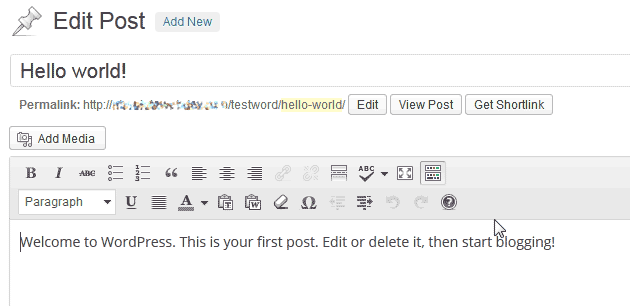 Edit Post Add New
Hello world!
Permalink: http:// /testword/hello-world/ Edit View Post Get Shortlink
Add Media
B I ABC ABC
Paragraph U A T W Ω ?
Welcome to WordPress. This is your first post. Edit or delete it, then start blogging!